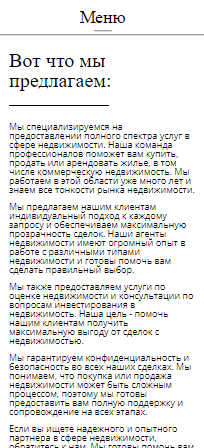 Меню
Вот что мы
предлагаем:
Мы специализируемся на
предоставлении полного спектра услуг в
сфере недвижимости. Наша команда
профессионалов поможет вам купить,
продать или арендовать жилье, в том
числе коммерческую недвижимость. Мы
работаем в этой области уже много лет и
знаем все тонкости рынка недвижимости.
Мы предлагаем нашим клиентам
индивидуальный подход к каждому
запросу и обеспечиваем максимальную
прозрачность сделок. Наши агенты
недвижимости имеют огромный опыт в
работе с различными типами
недвижимости и готовы помочь вам
сделать правильный выбор.
Мы также предоставляем услуги по
оценке недвижимости и консультации по
вопросам инвестирования в
недвижимость. Наша цель - помочь
нашим клиентам получить
максимальную выгоду от сделок с
недвижимостью.
Мы гарантируем конфиденциальность и
безопасность во всех наших сделках. Мы
понимаем, что покупка или продажа
недвижимости может быть сложным
процессом, поэтому мы готовы
предоставить вам полную поддержку и
сопровождение на всех этапах.
Если вы ищете надежного и опытного
партнера в сфере недвижимости,
обратитесь к нам. Мы готовы помочь вам